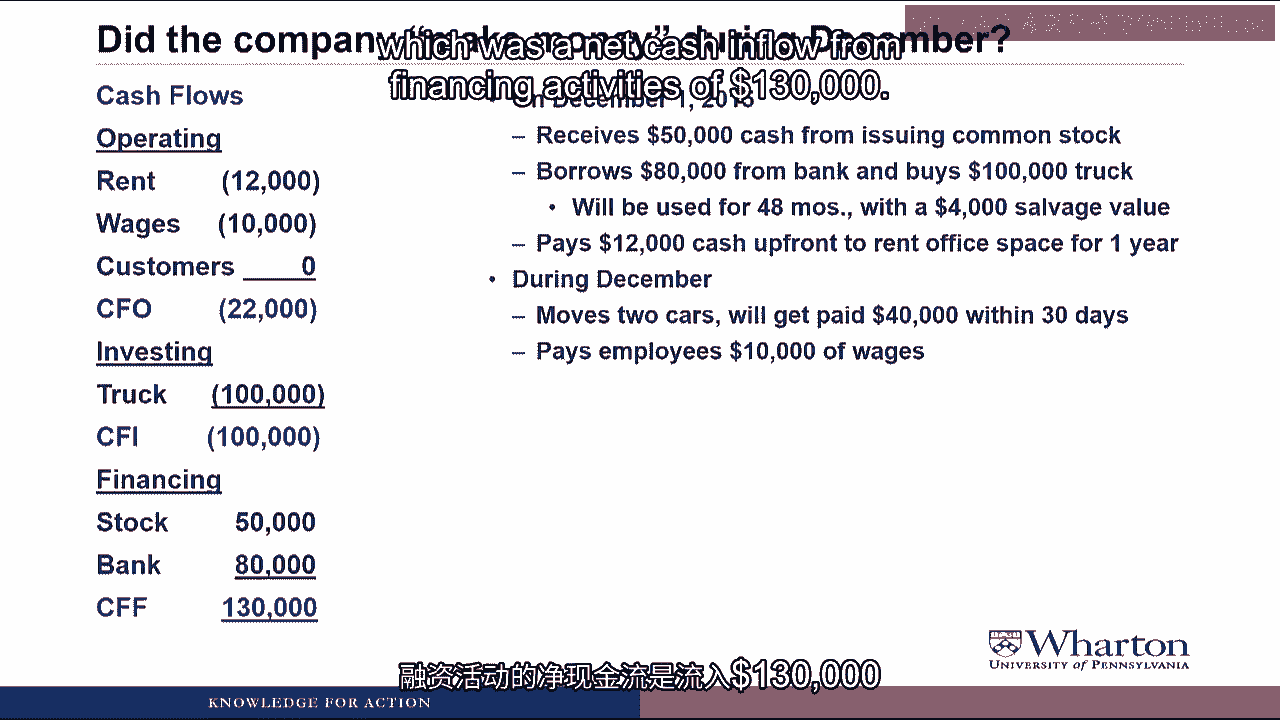 Did the company "make money" during December?
which was a net cash inflow from
financing activities of $130,000.
Cash Flows
Operating
Rent (12,000)
Wages (10,000)
Customers 0
CFO (22,000)
Investing
Truck (100,000)
CFI (100,000)
Financing
Stock 50,000
Bank 80,000
CFF 130,000
• On December 1, 2013
– Receives $50,000 cash from issuing common stock
– Borrows $80,000 from bank and buys $100,000 truck
• Will be used for 48 mos., with a $4,000 salvage value
– Pays $12,000 cash upfront to rent office space for 1 year
• During December
– Moves two cars, will get paid $40,000 within 30 days
– Pays employees $10,000 of wages
Wharton
UNIVERSITY of PENNSYLVANIA
融资活动的净现金流是流入$130,000
KNOWLEDGE FOR ACTION